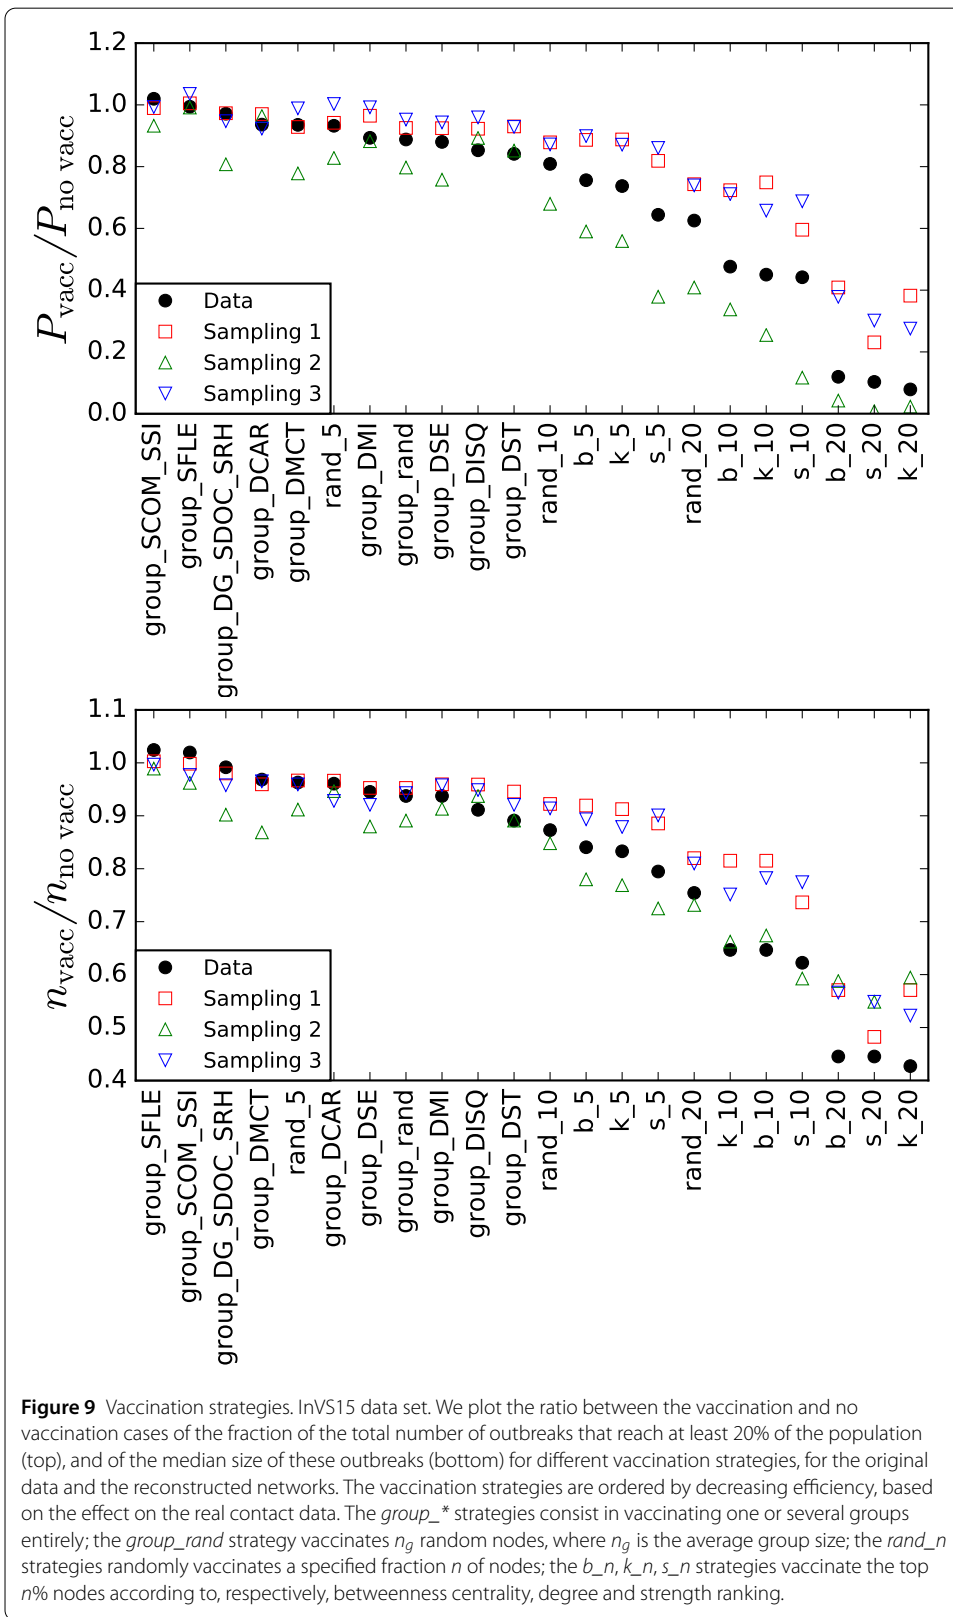 1.2
1.0
0.8
0.6
0.4
0.2
0.0
P_vacc/P_no vacc
Data
Sampling 1
Sampling 2
Sampling 3
group_SCOM_SSI
group_SFLE
group_DG_SDOC_SRH
group_DCAR
group_DMCT
rand_5
group_DMI
group_rand
group_DSE
group_DISQ
group_DST
rand_10
b_5
k_5
s_5
rand_20
b_10
k_10
s_10
b_20
s_20
k_20
1.1
1.0
0.9
0.8
0.7
0.6
0.5
0.4
n_vacc/n_no vacc
Data
Sampling 1
Sampling 2
Sampling 3
group_SFLE
group_SCOM_SSI
group_DG_SDOC_SRH
group_DMCT
rand_5
group_DCAR
group_DSE
group_rand
group_DMI
group_DISQ
group_DST
rand_10
b_5
k_5
s_5
rand_20
k_10
b_10
s_10
b_20
s_20
k_20
Figure 9 Vaccination strategies. InVS15 data set. We plot the ratio between the vaccination and no
vaccination cases of the fraction of the total number of outbreaks that reach at least 20% of the population
(top), and of the median size of these outbreaks (bottom) for different vaccination strategies, for the original
data and the reconstructed networks. The vaccination strategies are ordered by decreasing efficiency, based
on the effect on the real contact data. The group_* strategies consist in vaccinating one or several groups
entirely; the group_rand strategy vaccinates n_g random nodes, where n_g is the average group size; the rand_n
strategies randomly vaccinates a specified fraction n of nodes; the b_n, k_n, s_n strategies vaccinate the top
n% nodes according to, respectively, betweenness centrality, degree and strength ranking.